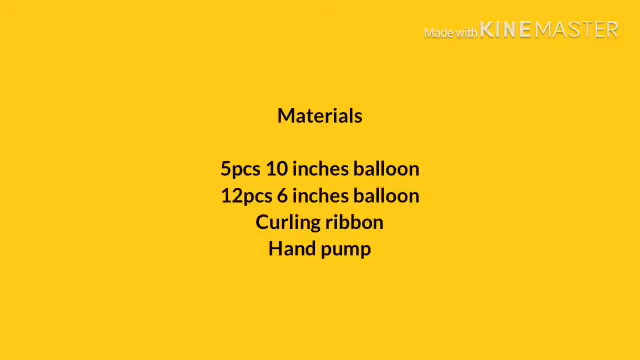 Made with KINEMASTER
Materials
5pcs 10 inches balloon
12pcs 6 inches balloon
Curling ribbon
Hand pump